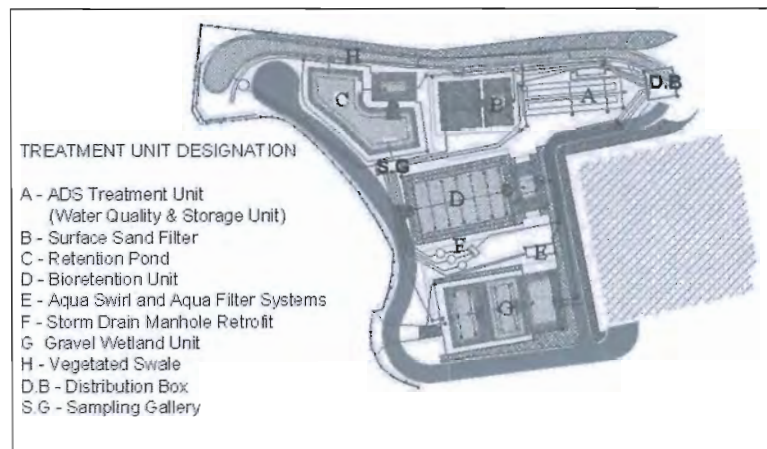 H
D.B
C
B
A
TREATMENT UNIT DESIGNATION
S.G
A - ADS Treatment Unit
(Water Quality & Storage Unit)
B - Surface Sand Filter
C - Retention Pond
D - Bioretention Unit
E - Aqua Swirl and Aqua Filter Systems
F - Storm Drain Manhole Retrofit
G Gravel Wetland Unit
H - Vegetated Swale
D.B - Distribution Box
S.G - Sampling Gallery
D
E
G